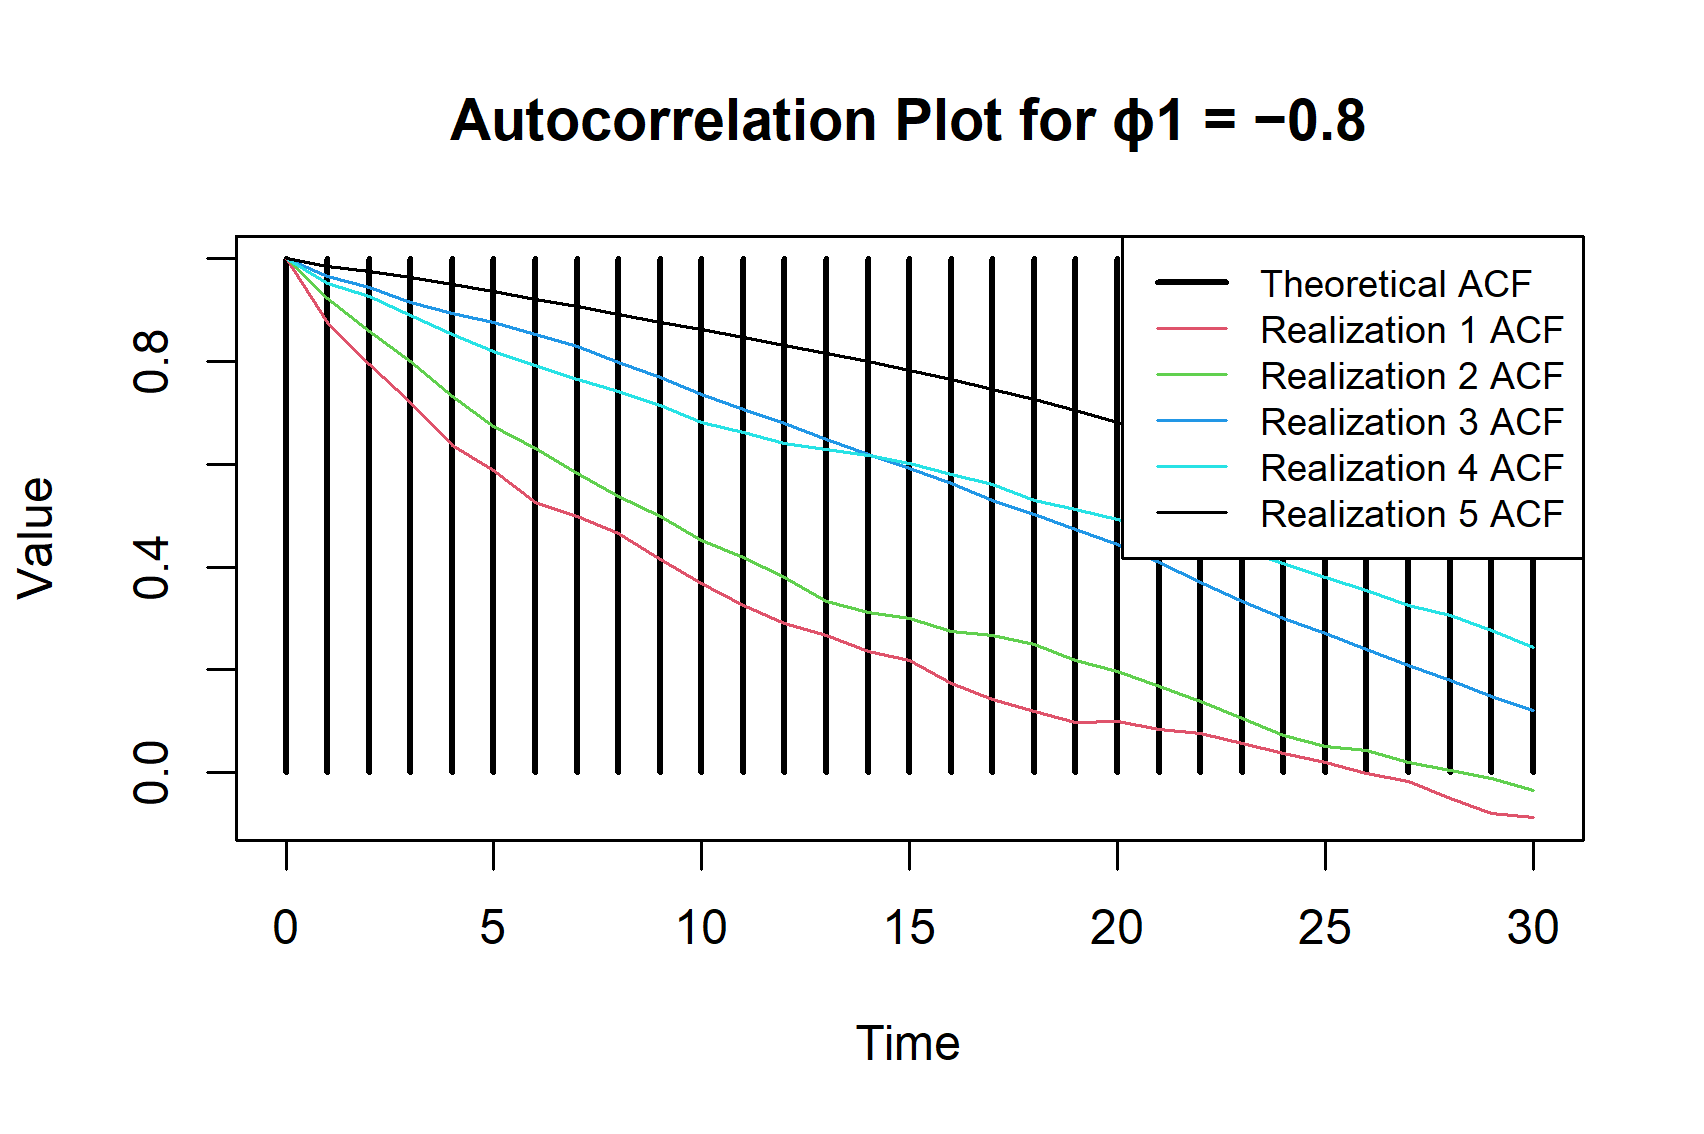 Autocorrelation Plot for ϕ1 = −0.8
Theoretical ACF
Realization 1 ACF
Realization 2 ACF
Realization 3 ACF
Realization 4 ACF
Realization 5 ACF
Value
0.8
0.4
0.0
0 5 10 15 20 25 30
Time